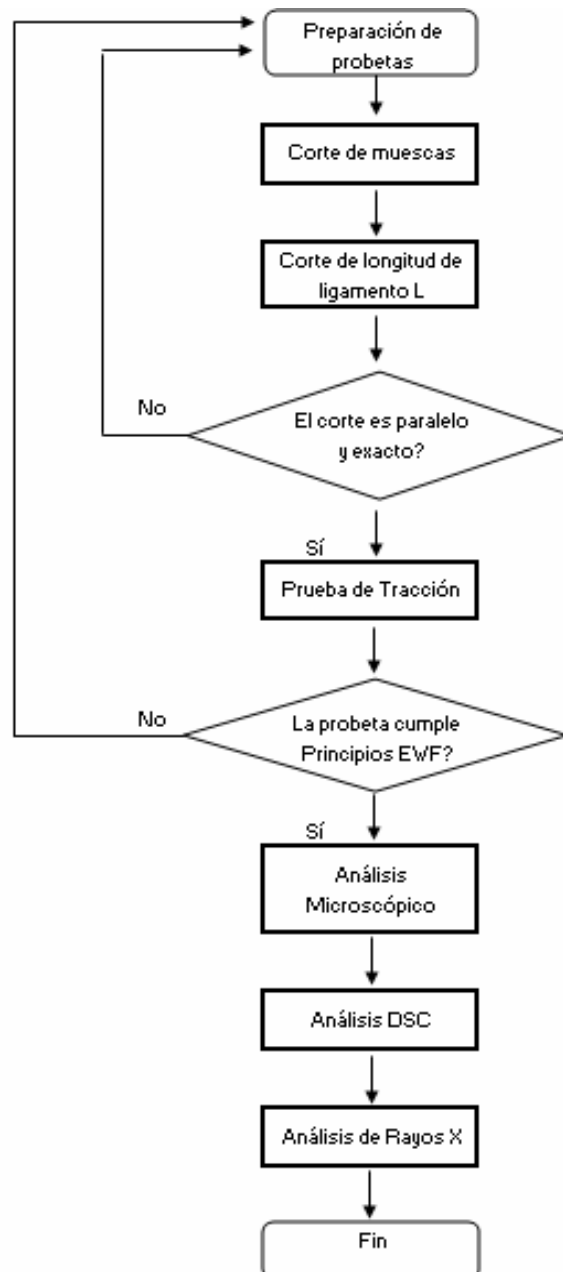 Preparación de
probetas
Corte de muescas
Corte de longitud de
ligamento L
No
El corte es paralelo
y exacto?
Sí
Prueba de Tracción
No
La probeta cumple
Principios EWF?
Sí
Análisis
Microscópico
Análisis DSC
Análisis de Rayos X
Fin